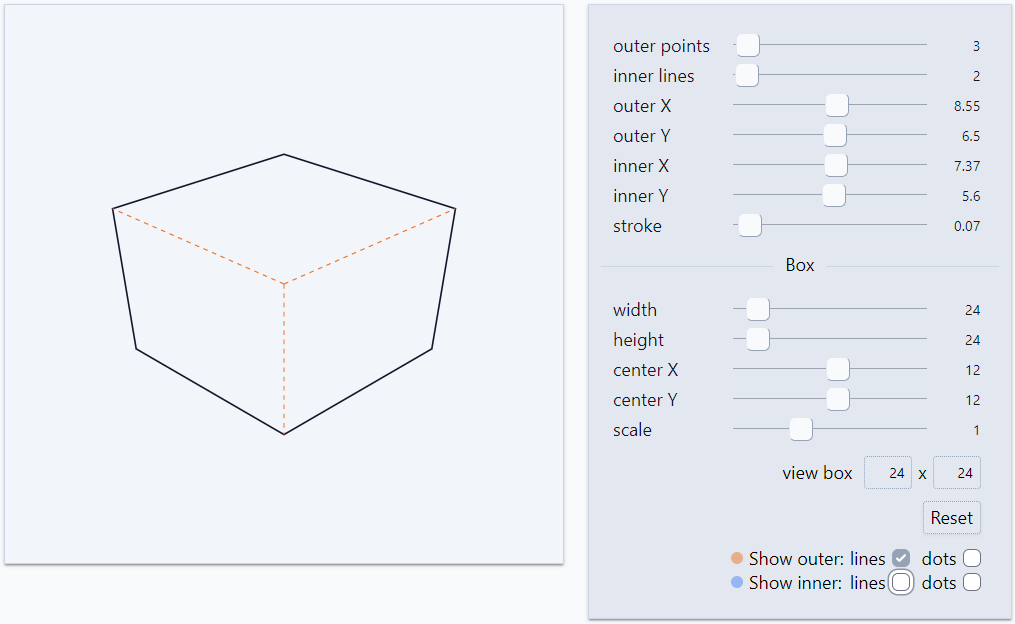 outer points 3
inner lines 2
outer X 8.55
outer Y 6.5
inner X 7.37
inner Y 5.6
stroke 0.07
Box
width 24
height 24
center X 12
center Y 12
scale 1
view box 24 x 24
Reset
Show outer: lines dots
Show inner: lines dots